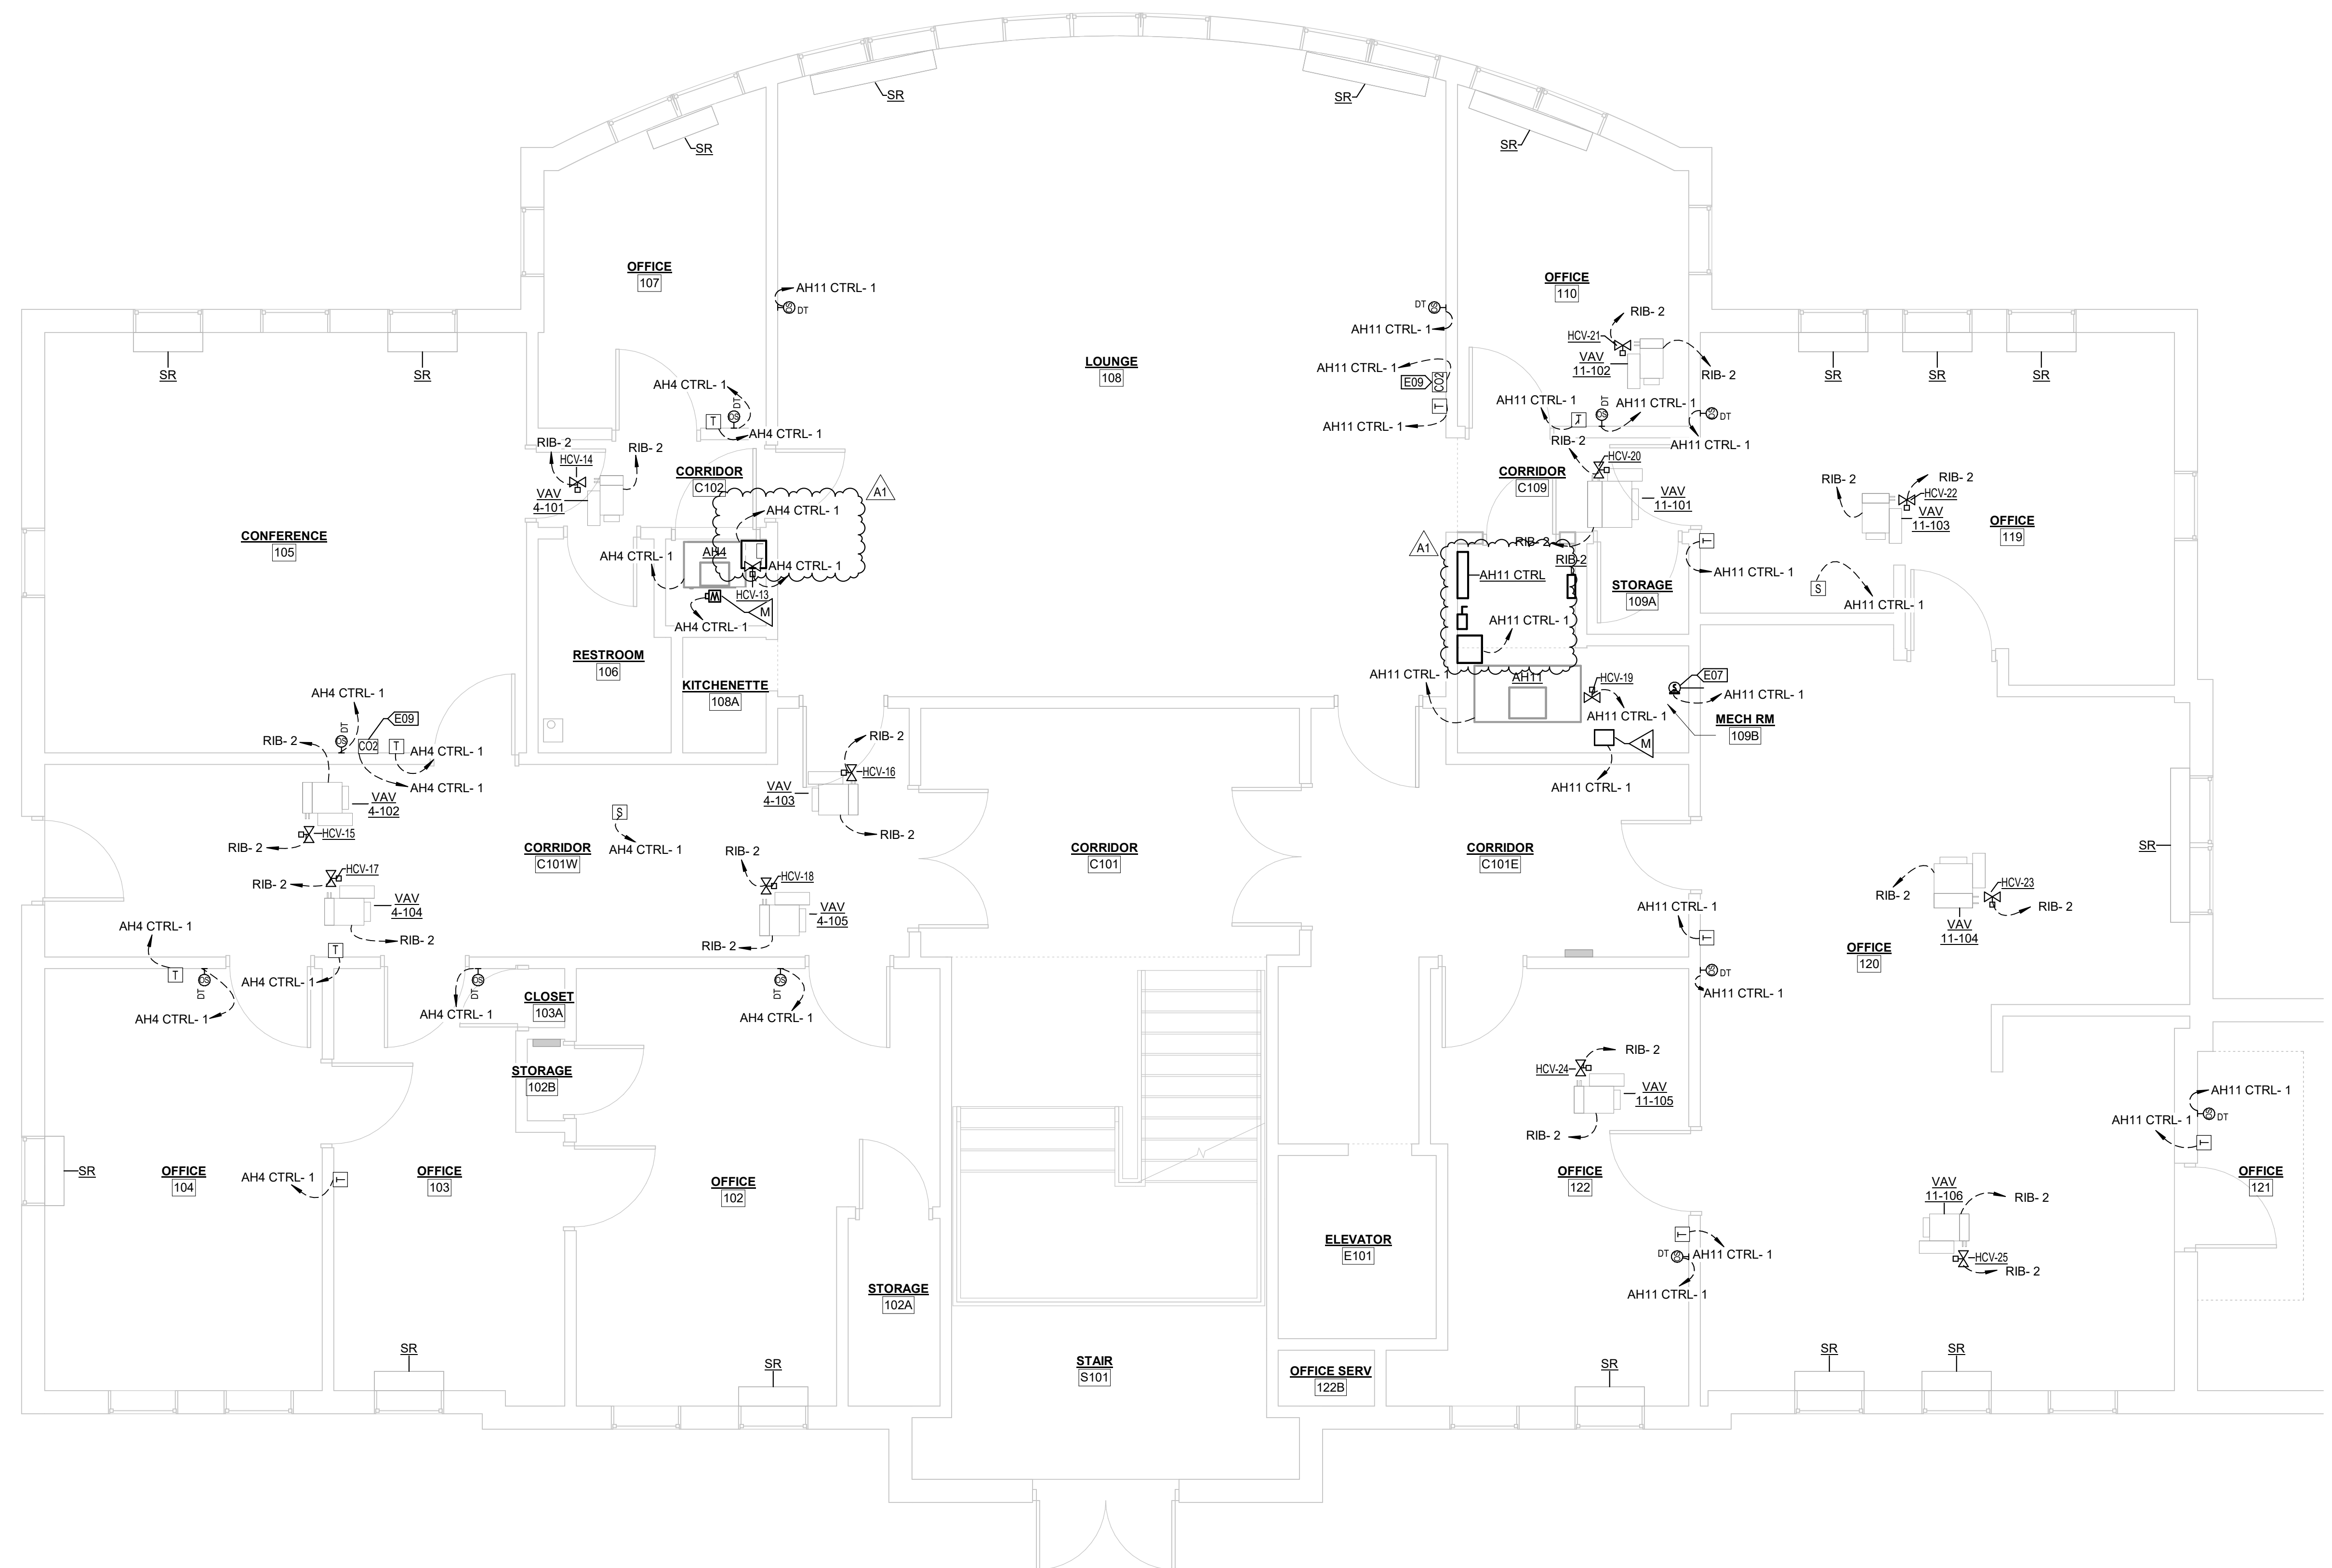 SR
SR
SR
SR
OFFICE
107
AH11 CTRL- 1
DT
OFFICE
110
DT
AH11 CTRL- 1
RIB- 2
HCV-21
VAV
11-102
RIB- 2
LOUNGE
108
AH11 CTRL- 1
E09
CO2
T
AH11 CTRL- 1
SR
SR
SR
SR
SR
AH4 CTRL- 1
DT
OS
T
AH4 CTRL- 1
AH11 CTRL- 1
T
DT
OS
AH11 CTRL- 1
DT
AH11 CTRL- 1
RIB- 2
RIB- 2
HCV-14
VAV
4-101
CORRIDOR
C102
A1
AH4 CTRL- 1
RIB- 2
HCV-20
CORRIDOR
C109
VAV
11-101
RIB- 2
RIB- 2
HCV-22
VAV
11-103
OFFICE
119
CONFERENCE
105
AH4 CTRL- 1
AH4
AH4 CTRL- 1
HCV-13
M
AH4 CTRL- 1
A1
RIB- 2
RIB-2
AH11 CTRL
STORAGE
109A
T
AH11 CTRL- 1
S
AH11 CTRL- 1
AH11 CTRL- 1
RESTROOM
106
KITCHENETTE
108A
AH11 CTRL- 1
AH11
HCV-19
AH11 CTRL- 1
S
E07
AH11 CTRL- 1
MECH RM
109B
M
AH11 CTRL- 1
AH4 CTRL- 1
E09
DT
OS
CO2
T
RIB- 2
AH4 CTRL- 1
AH4 CTRL- 1
VAV
4-102
RIB- 2
HCV-15
RIB- 2
HCV-16
VAV
4-103
RIB- 2
S
AH4 CTRL- 1
CORRIDOR
C101W
CORRIDOR
C101
CORRIDOR
C101E
SR
RIB- 2
HCV-17
VAV
4-104
RIB- 2
RIB- 2
HCV-18
VAV
4-105
RIB- 2
RIB- 2
HCV-23
RIB- 2
VAV
11-104
OFFICE
120
AH11 CTRL- 1
T
DT
AH11 CTRL- 1
AH4 CTRL- 1
T
OS
DT
AH4 CTRL- 1
T
AH4 CTRL- 1
OS
DT
AH4 CTRL- 1
CLOSET
103A
OS
DT
AH4 CTRL- 1
STORAGE
102B
RIB- 2
HCV-24
VAV
11-105
RIB- 2
AH11 CTRL- 1
DT
AH11 CTRL- 1
T
SR
OFFICE
104
AH4 CTRL- 1
T
OFFICE
103
OFFICE
102
OFFICE
122
OFFICE
121
VAV
11-106
RIB- 2
HCV-25
RIB- 2
ELEVATOR
E101
T
DT
AH11 CTRL- 1
AH11 CTRL- 1
STORAGE
102A
SR
SR
STAIR
S101
OFFICE SERV
122B
SR
SR
SR